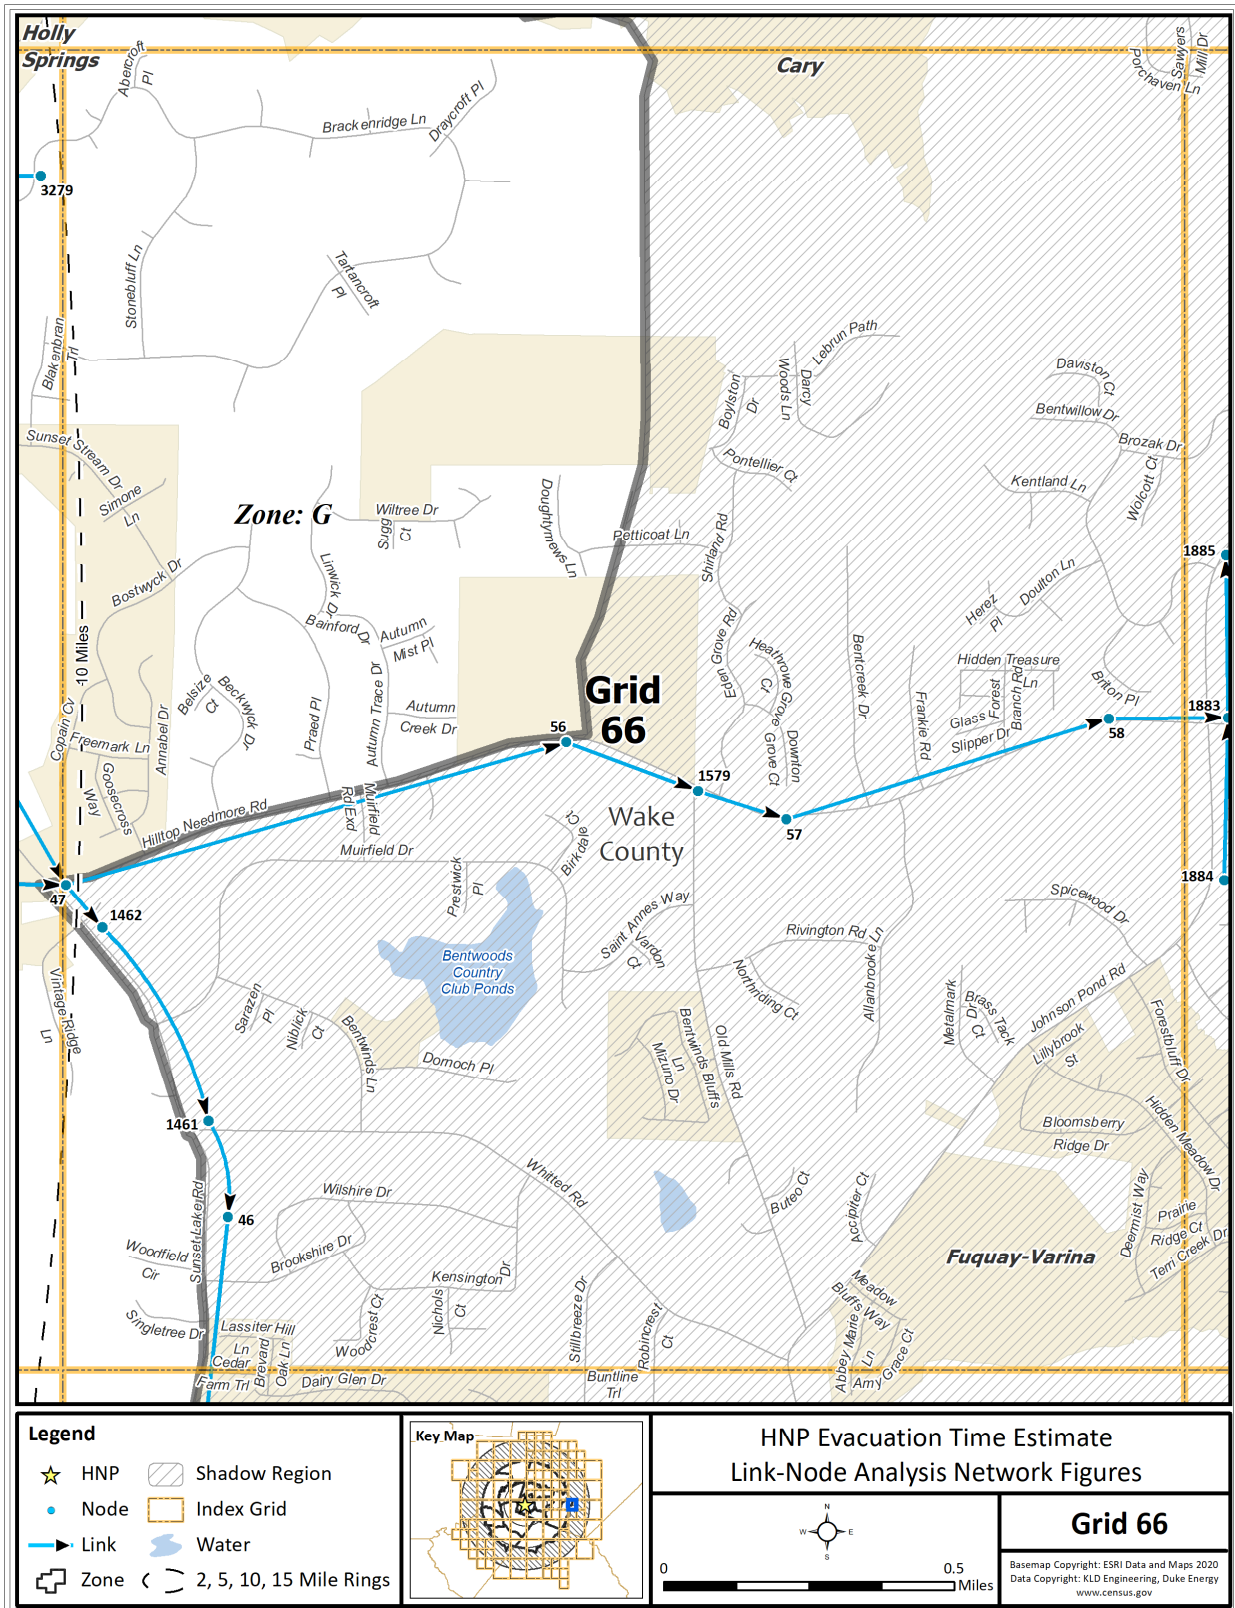 Holly
Springs
Cary
Sawyers
Mill Dr
Porchaven Ln
Abercroft
Pl
Brackenridge Ln
Draycroft Pl
3279
Stonebluff Ln
Tartancroft
Pl
Blakenbran
Trl
Lebrun Path
Boylston
Dr
Woods Ln
Darcy
Daviston
Ct
Bentwillow Dr
Brozak Dr
Sunset Stream Dr
Pontellier Ct
Kentland Ln
Wolcott Ct
Simone
Ln
Zone: G
Wiltree Dr
Sugg
Ct
Doughtymews Ln
Petticoat Ln
Shirland Rd
1885
Bostwyck Dr
Linwick Dr
Bainford Dr
Autumn
Mist Pl
Herez
Pl
Doulton Ln
10 Miles
Eden Grove Rd
Heathrowe Grove
Ct
Bentcreek Dr
Hidden Treasure
Ln
Belsize
Ct
Beckwyck Dr
Praed Pl
Autumn Trace Dr
Autumn
Creek Dr
Grid
66
Frankie Rd
Glass
Slipper Dr
Forest
Branch Rd
Briton Pl
1883
58
Copain Cv
Freemark Ln
Annabel Dr
Goosecross
Way
56
Downton
Grove Ct
1579
Hilltop Needmore Rd
Rd Exd
Muirfield
Muirfield Dr
Birkdale Ct
Wake
County
57
47
1462
Prestwick
Pl
1884
Spicewood Dr
Saint Annes Way
Vardon
Ct
Rivington Rd
Allanbrooke Ln
Bentwoods
Country
Club Ponds
Vintage Ridge
Ln
Northriding Ct
Metalmark
Dr
Brass Tack
Ct
Johnson Pond Rd
Sarazen
Pl
Niblick
Ct
Bentwinds Ln
Dornoch Pl
Mizuno Dr
Bentwinds Bluffs
Ln
Old Mills Rd
Lillybrook
St
Forestbluff Dr
1461
Bloomsberry
Ridge Dr
Hidden Meadow Dr
Whitted Rd
Wilshire Dr
46
Sunset Lake Rd
Buteo Ct
Accipiter Ct
Deermist Way
Prairie
Ridge Ct
Terri Creek Dr
Woodfield
Cir
Brookshire Dr
Fuquay-Varina
Kensington
Dr
Nichols
Ct
Meadow
Bluffs Way
Singletree Dr
Lassiter Hill
Ln
Woodcrest Ct
Stillbreeze Dr
Robincrest
Ct
Cedar
Farm Trl
Brevard
Oak Ln
Dairy Glen Dr
Buntline
Trl
Abbey Marie
Ln
Amy Grace Ct
Legend
HNP
Shadow Region
Node
Index Grid
Link
Water
Zone
2, 5, 10, 15 Mile Rings
Key Map
HNP Evacuation Time Estimate
Link-Node Analysis Network Figures
N
W
E
S
0
0.5
Miles
Grid 66
Basemap Copyright: ESRI Data and Maps 2020
Data Copyright: KLD Engineering, Duke Energy
www.census.gov